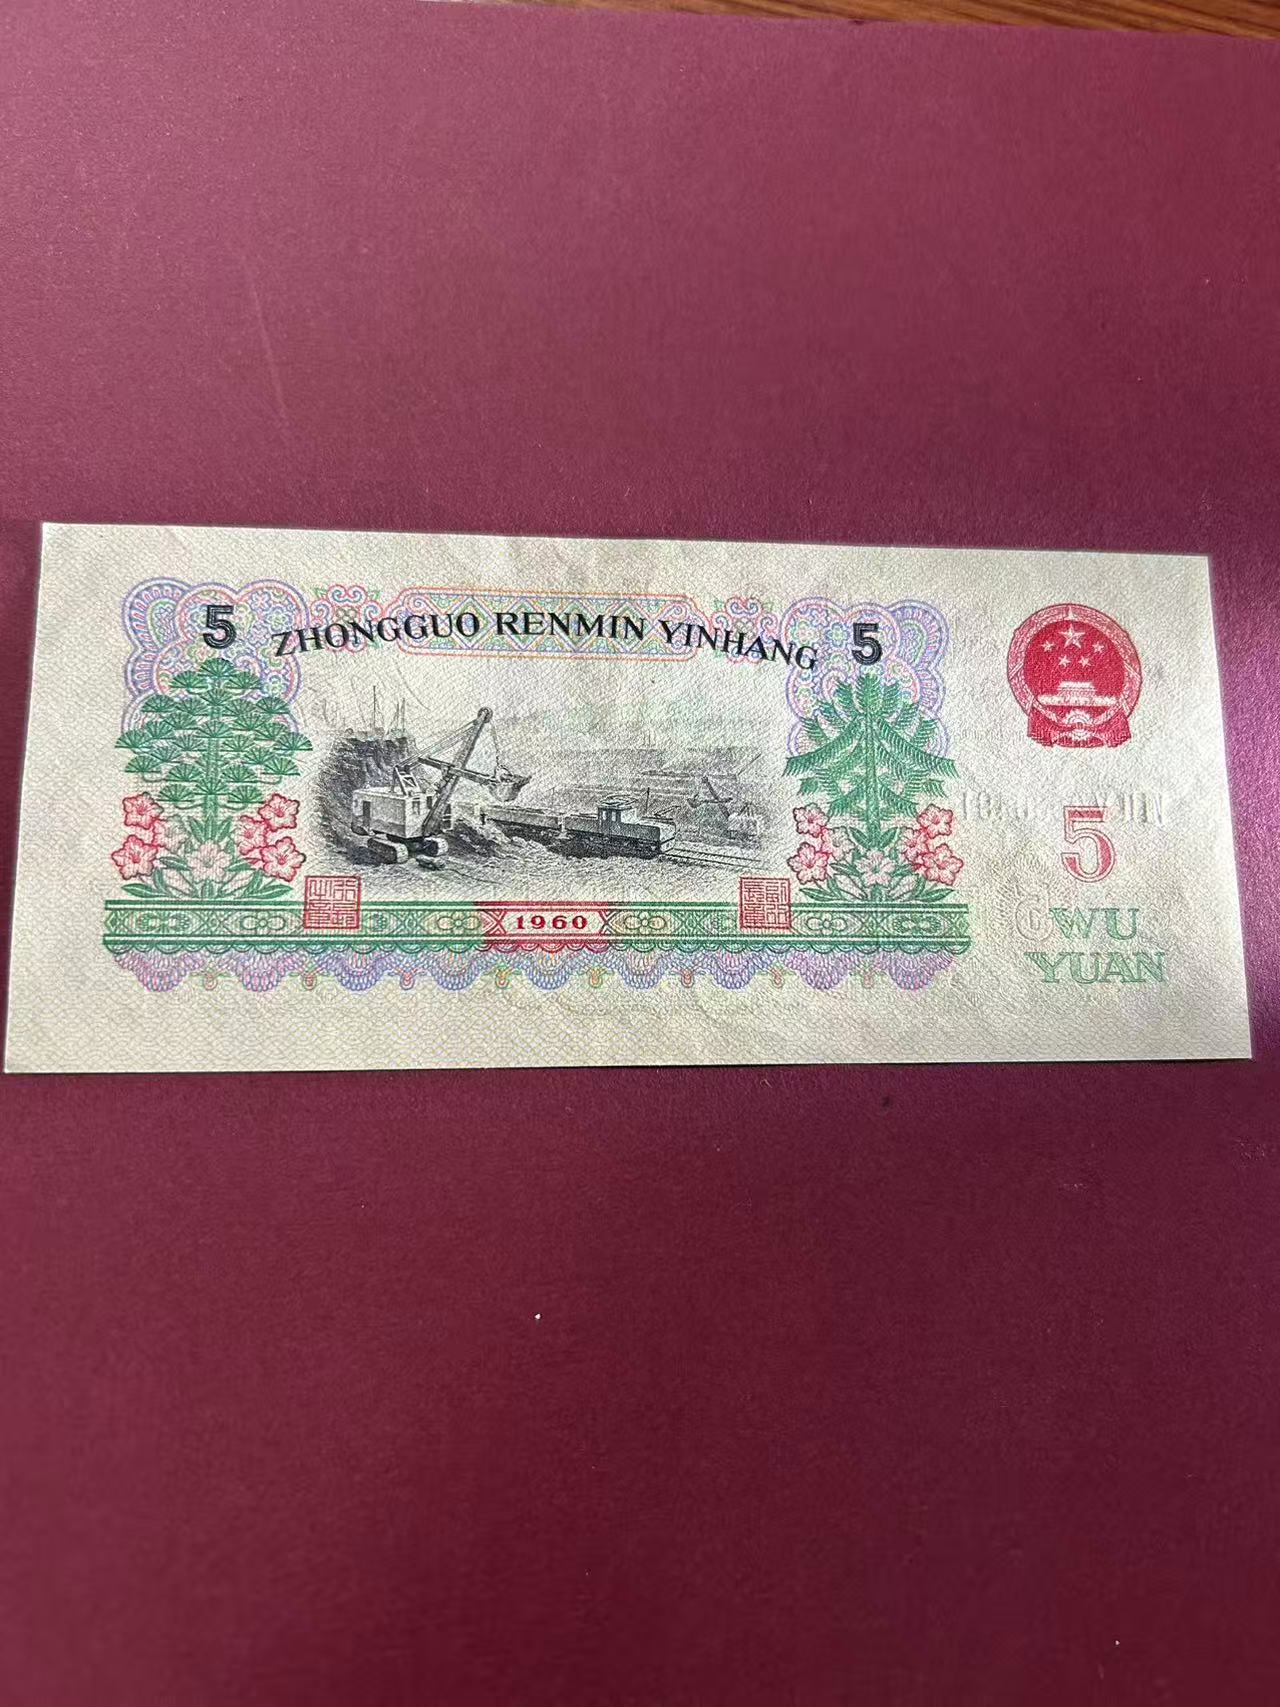 5 ZHONGGUO RENMIN YINHANG 5
1960
5
WU
YUAN